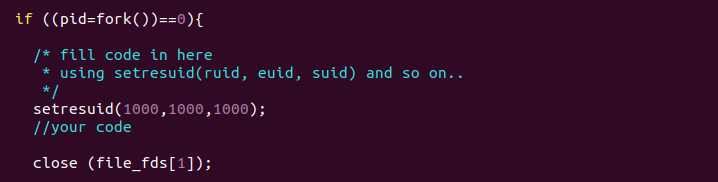 if ((pid=fork())==0){
/* fill code in here
* using setresuid(ruid, euid, suid) and so on..
*/
setresuid(1000,1000,1000);
//your code
close (file_fds[1]);